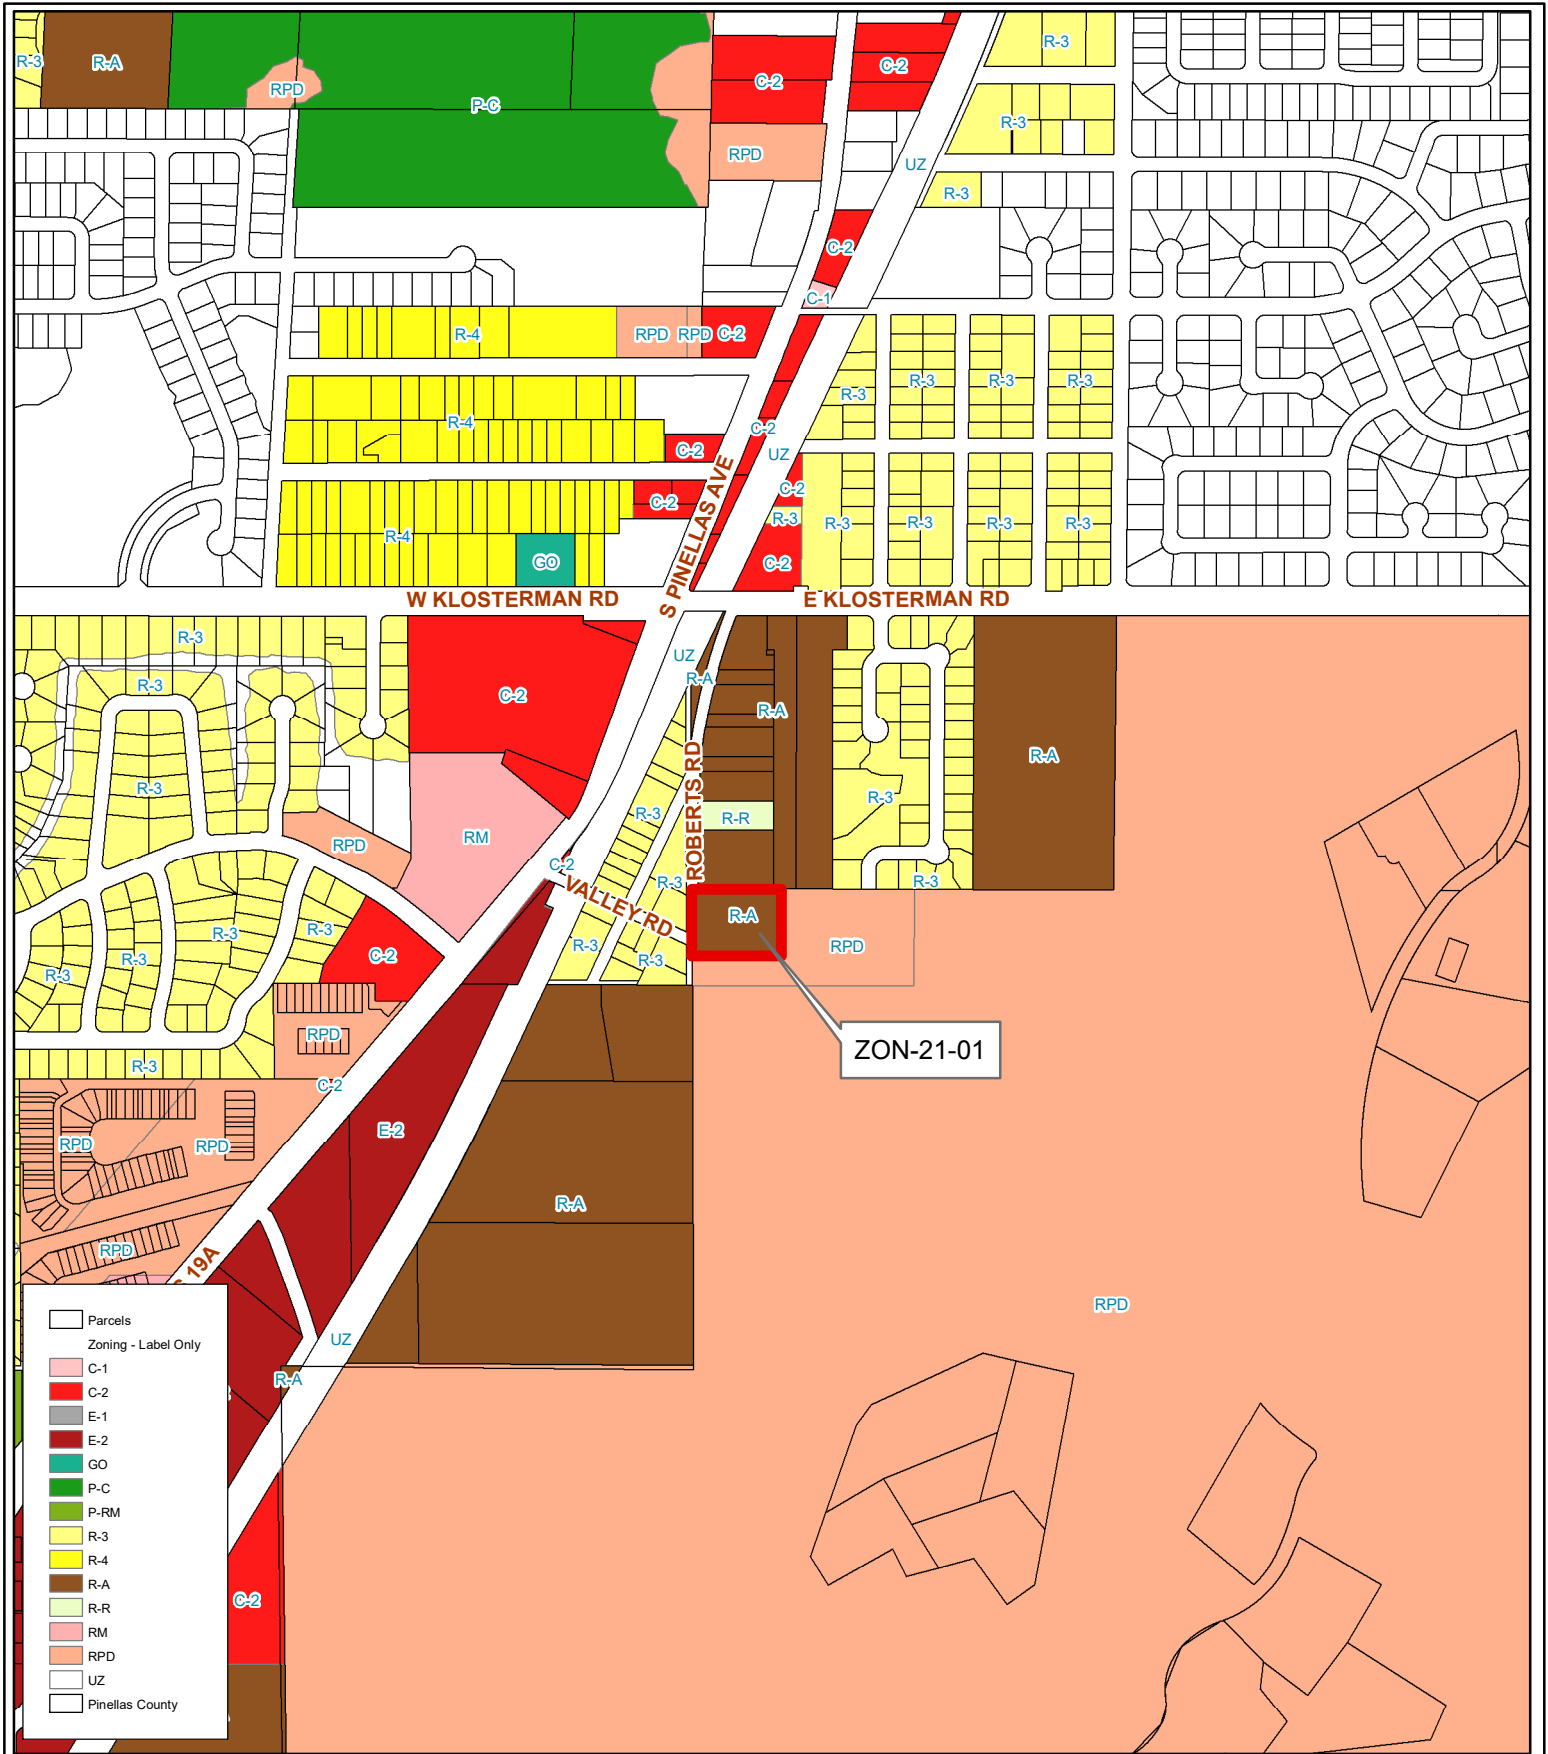 R-3
R-A
RPD
P-C
C-2
C-2
R-3
R-3
RPD
UZ
R-3
C-2
C-1
R-4
RPD
RPD
C-2
R-3
R-3
R-3
R-3
R-4
C-2
C-2
UZ
C-2
C-2
R-3
R-3
R-3
R-3
R-3
R-4
GO
C-2
S PINELLAS AVE
W KLOSTERMAN RD
E KLOSTERMAN RD
R-3
UZ
R-A
R-3
C-2
R-A
R-A
R-3
R-3
R-3
ROBERTS RD
R-R
RPD
RM
C-2
VALLEY RD
R-3
R-3
R-A
R-3
R-3
C-2
R-3
R-3
RPD
R-3
R-3
ZON-21-01
RPD
R-3
C-2
E-2
RPD
RPD
R-A
RPD
19A
RPD
UZ
R-A
C-2
Parcels
Zoning - Label Only
C-1
C-2
E-1
E-2
GO
P-C
P-RM
R-3
R-4
R-A
R-R
RM
RPD
UZ
Pinellas County